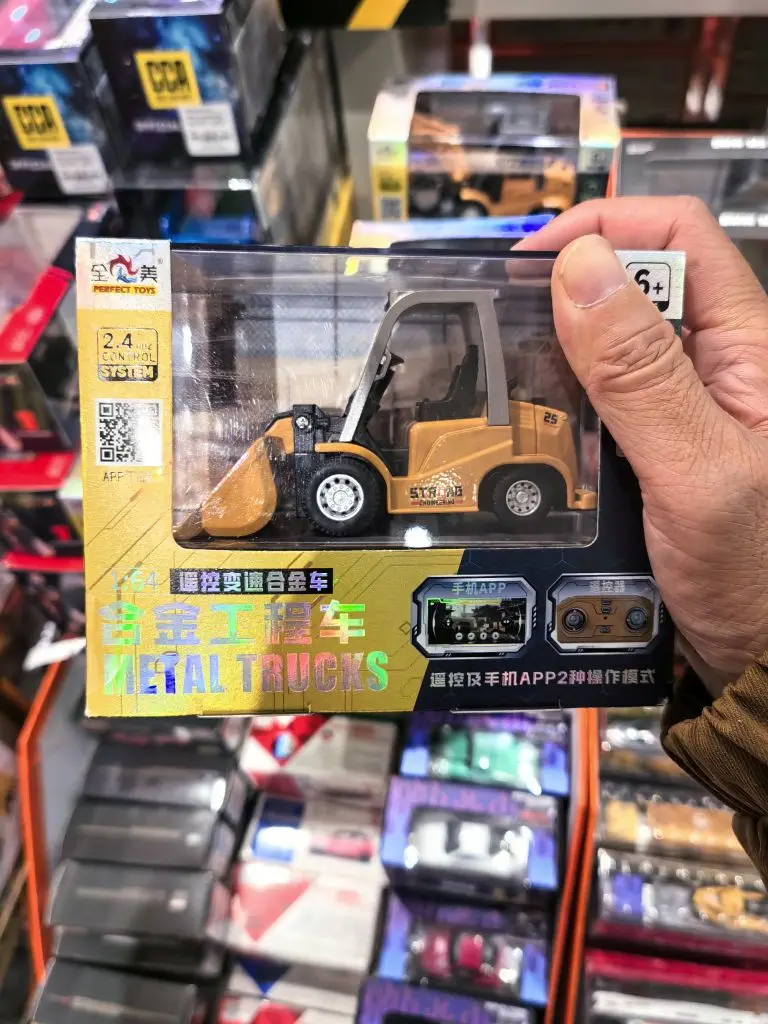 CCA
CCA
全美®
PERFECT TOYS
6+
2.4GHZ
CONTROL
SYSTEM
25
STRONG
ENGINEERING
1:64 遥控变速合金车
手机APP
遥控器
合金工程车
METAL TRUCKS
遥控及手机APP2种操作模式